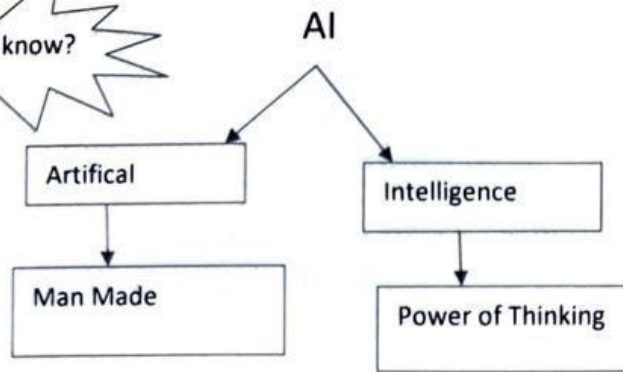 know?
AI
Artifical
Intelligence
Man Made
Power of Thinking